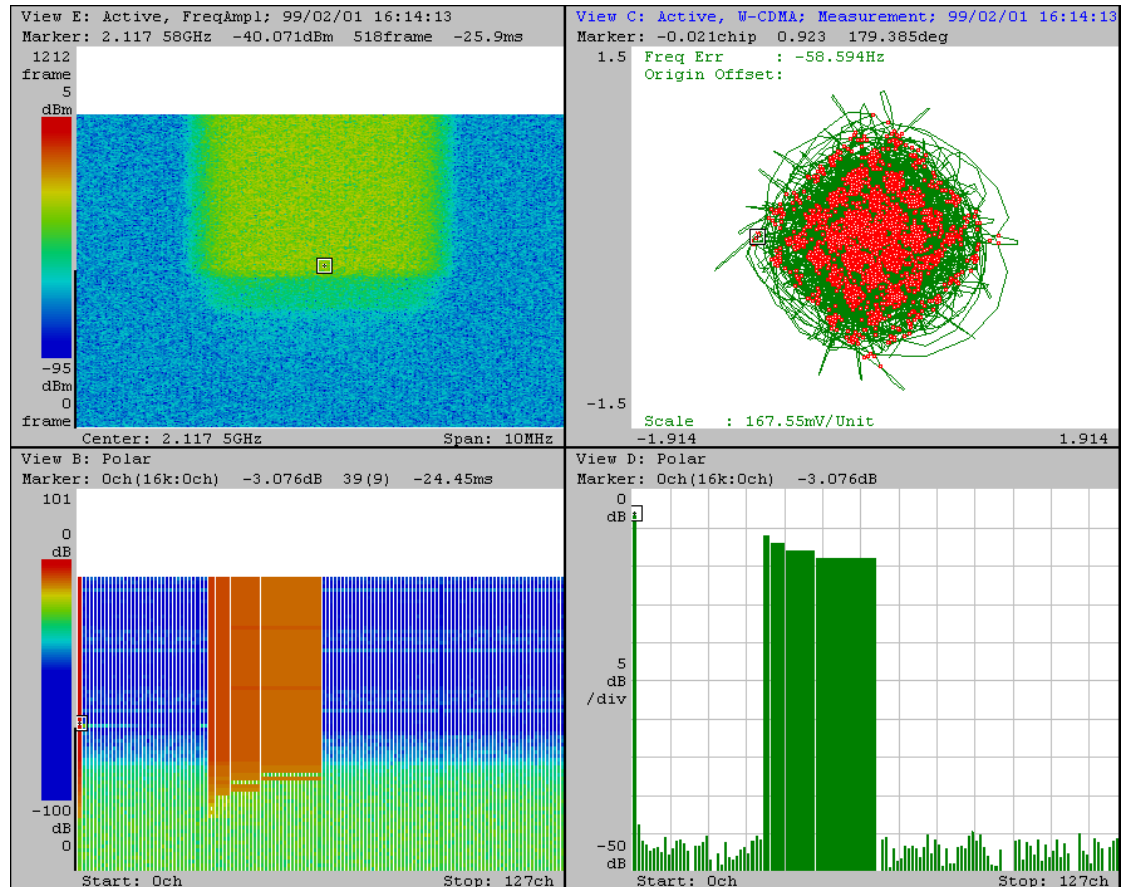 View E: Active, FreqAmpl; 99/02/01 16:14:13
Marker: 2.117 58GHz -40.071dBm 518frame -25.9ms
1212
frame
5
dBm
-95
dBm
0
frame
Center: 2.117 5GHz Span: 10MHz
View C: Active, W-CDMA; Measurement; 99/02/01 16:14:13
Marker: -0.021chip 0.923 179.385deg
1.5
Freq Err : -58.594Hz
Origin Offset:
-1.5
Scale : 167.55mV/Unit
-1.914 1.914
View B: Polar
Marker: 0ch(16k:0ch) -3.076dB 39(9) -24.45ms
101
0
dB
-100
dB
0
Start: 0ch Stop: 127ch
View D: Polar
Marker: 0ch(16k:0ch) -3.076dB
0
dB
5
dB
/div
-50
dB
Start: 0ch Stop: 127ch